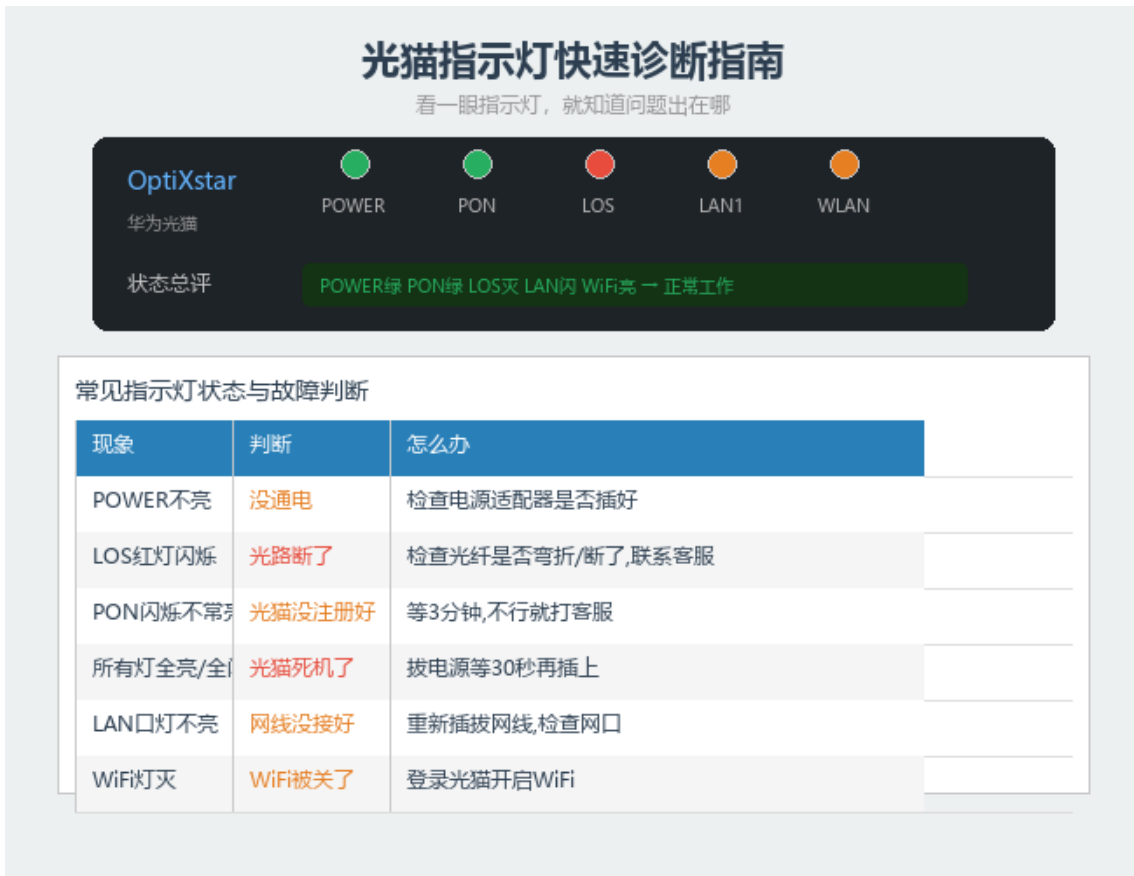 光猫指示灯快速诊断指南
看一眼指示灯，就知道问题出在哪
OptiXstar
华为光猫
POWER PON LOS LAN1 WLAN
状态总评
POWER绿 PON绿 LOS灭 LAN闪 WiFi亮 → 正常工作
常见指示灯状态与故障判断
现象 判断 怎么办
POWER不亮 没通电 检查电源适配器是否插好
LOS红灯闪烁 光路断了 检查光纤是否弯折/断了,联系客服
PON闪烁不常 光猫没注册好 等3分钟,不行就打客服
所有灯全亮/全 光猫死机了 拔电源等30秒再插上
LAN口灯不亮 网线没接好 重新插拔网线,检查网口
WiFi灯灭 WiFi被关了 登录光猫开启WiFi